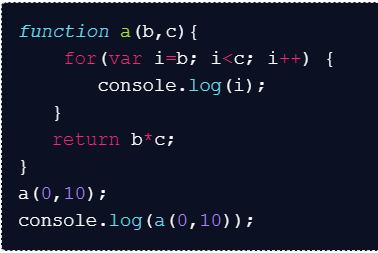 function a(b,c){
    for(var i=b; i<c; i++) {
       console.log(i);
   }
   return b*c;
}
a(0,10);
console.log(a(0,10));